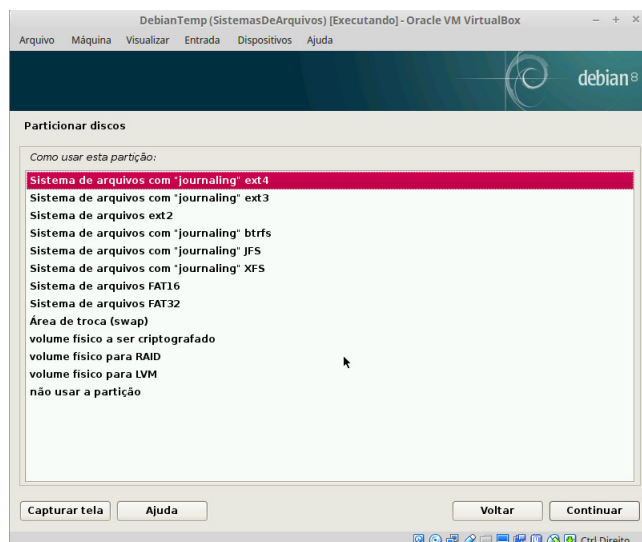 DebianTemp (SistemasDeArquivos) [Executando] - Oracle VM VirtualBox
Arquivo Máquina Visualizar Entrada Dispositivos Ajuda
debian 8
Particionar discos
Como usar esta partição:
Sistema de arquivos com "journaling" ext4
Sistema de arquivos com "journaling" ext3
Sistema de arquivos ext2
Sistema de arquivos com "journaling" btrfs
Sistema de arquivos com "journaling" JFS
Sistema de arquivos com "journaling" XFS
Sistema de arquivos FAT16
Sistema de arquivos FAT32
Área de troca (swap)
volume físico a ser criptografado
volume físico para RAID
volume físico para LVM
não usar a partição
Capturar tela Ajuda Voltar Continuar
Ctrl Direito